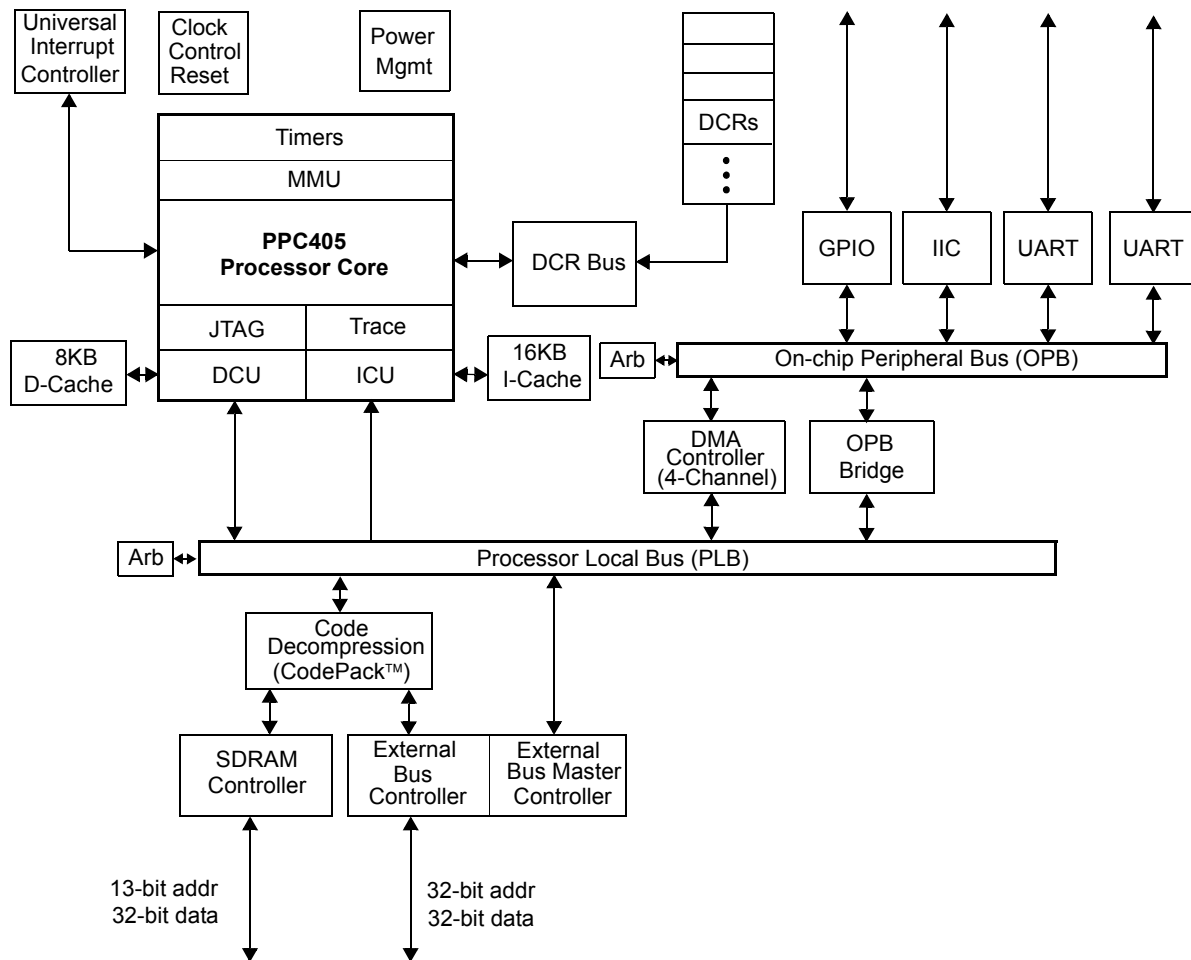 Universal
Interrupt
Controller
Clock
Control
Reset
Power
Mgmt
Timers
MMU
PPC405
Processor Core
JTAG
Trace
DCU
ICU
8KB
D-Cache
16KB
I-Cache
DCRs
DCR Bus
GPIO
IIC
UART
UART
Arb
On-chip Peripheral Bus (OPB)
DMA
Controller
(4-Channel)
OPB
Bridge
Arb
Processor Local Bus (PLB)
Code
Decompression
(CodePack™)
SDRAM
Controller
External
Bus
Controller
External
Bus Master
Controller
13-bit addr
32-bit data
32-bit addr
32-bit data